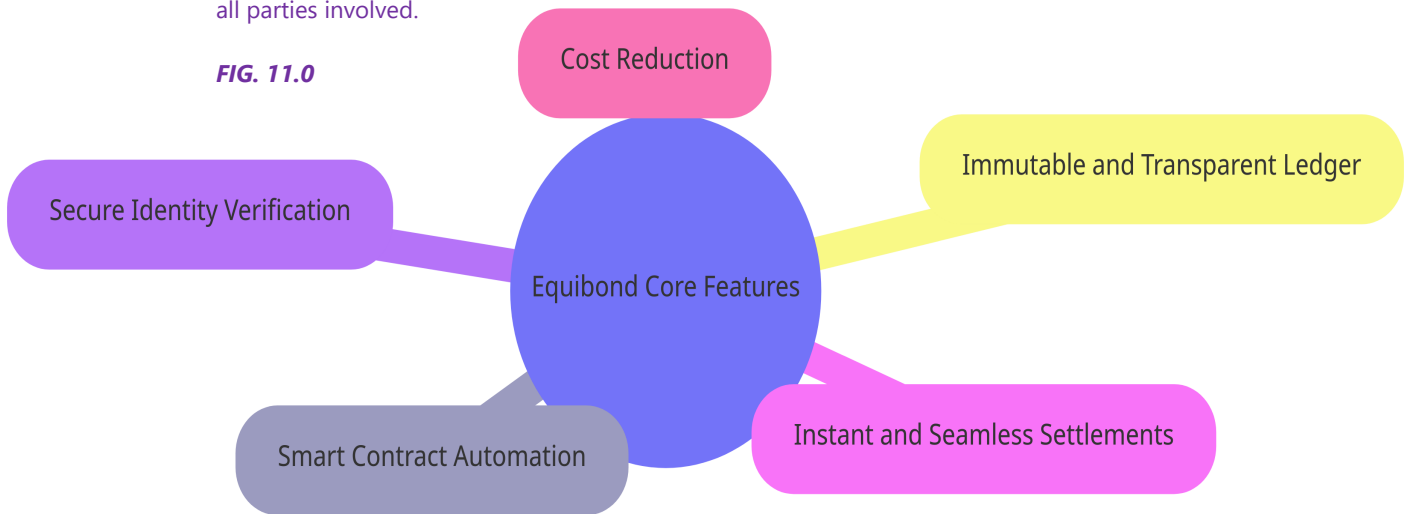 all parties involved.
FIG. 11.0
Cost Reduction
Immutable and Transparent Ledger
Secure Identity Verification
Equibond Core Features
Instant and Seamless Settlements
Smart Contract Automation